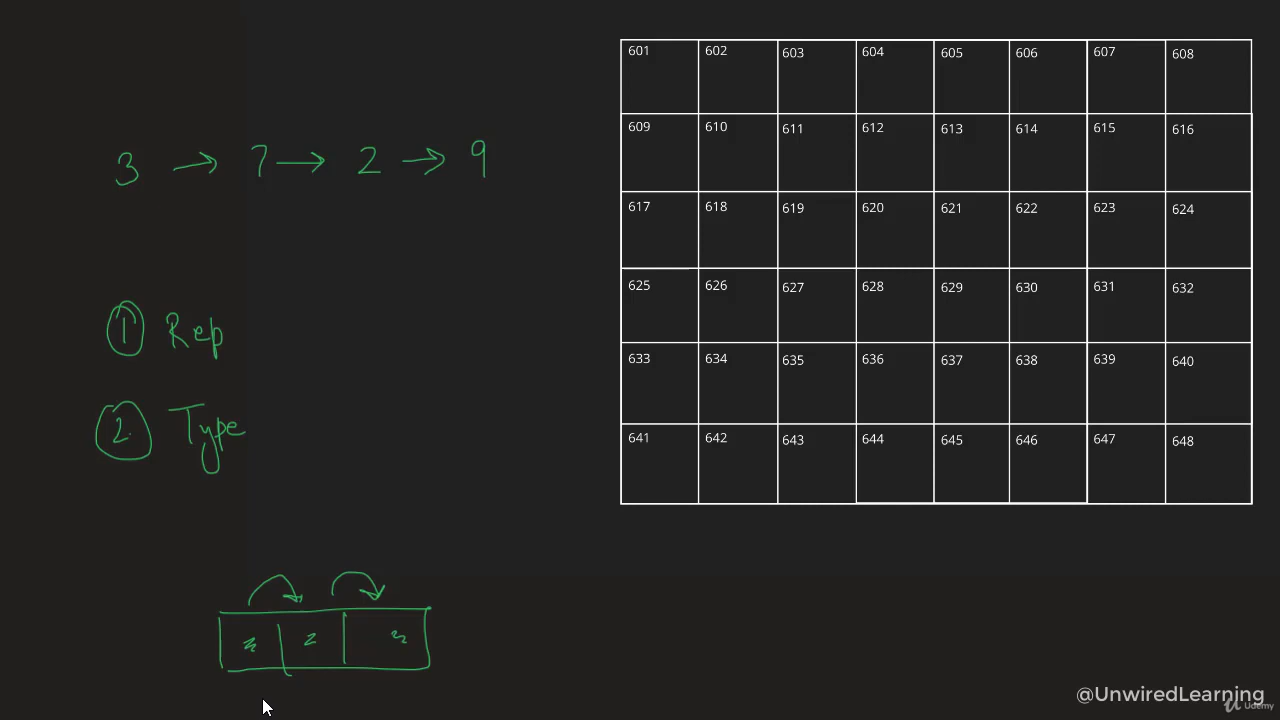 3 → 7 → 2 → 9
1 Rep
2. Type
601 602 603 604 605 606 607 608
609 610 611 612 613 614 615 616
617 618 619 620 621 622 623 624
625 626 627 628 629 630 631 632
633 634 635 636 637 638 639 640
641 642 643 644 645 646 647 648
@UnwiredLearning
Udemy